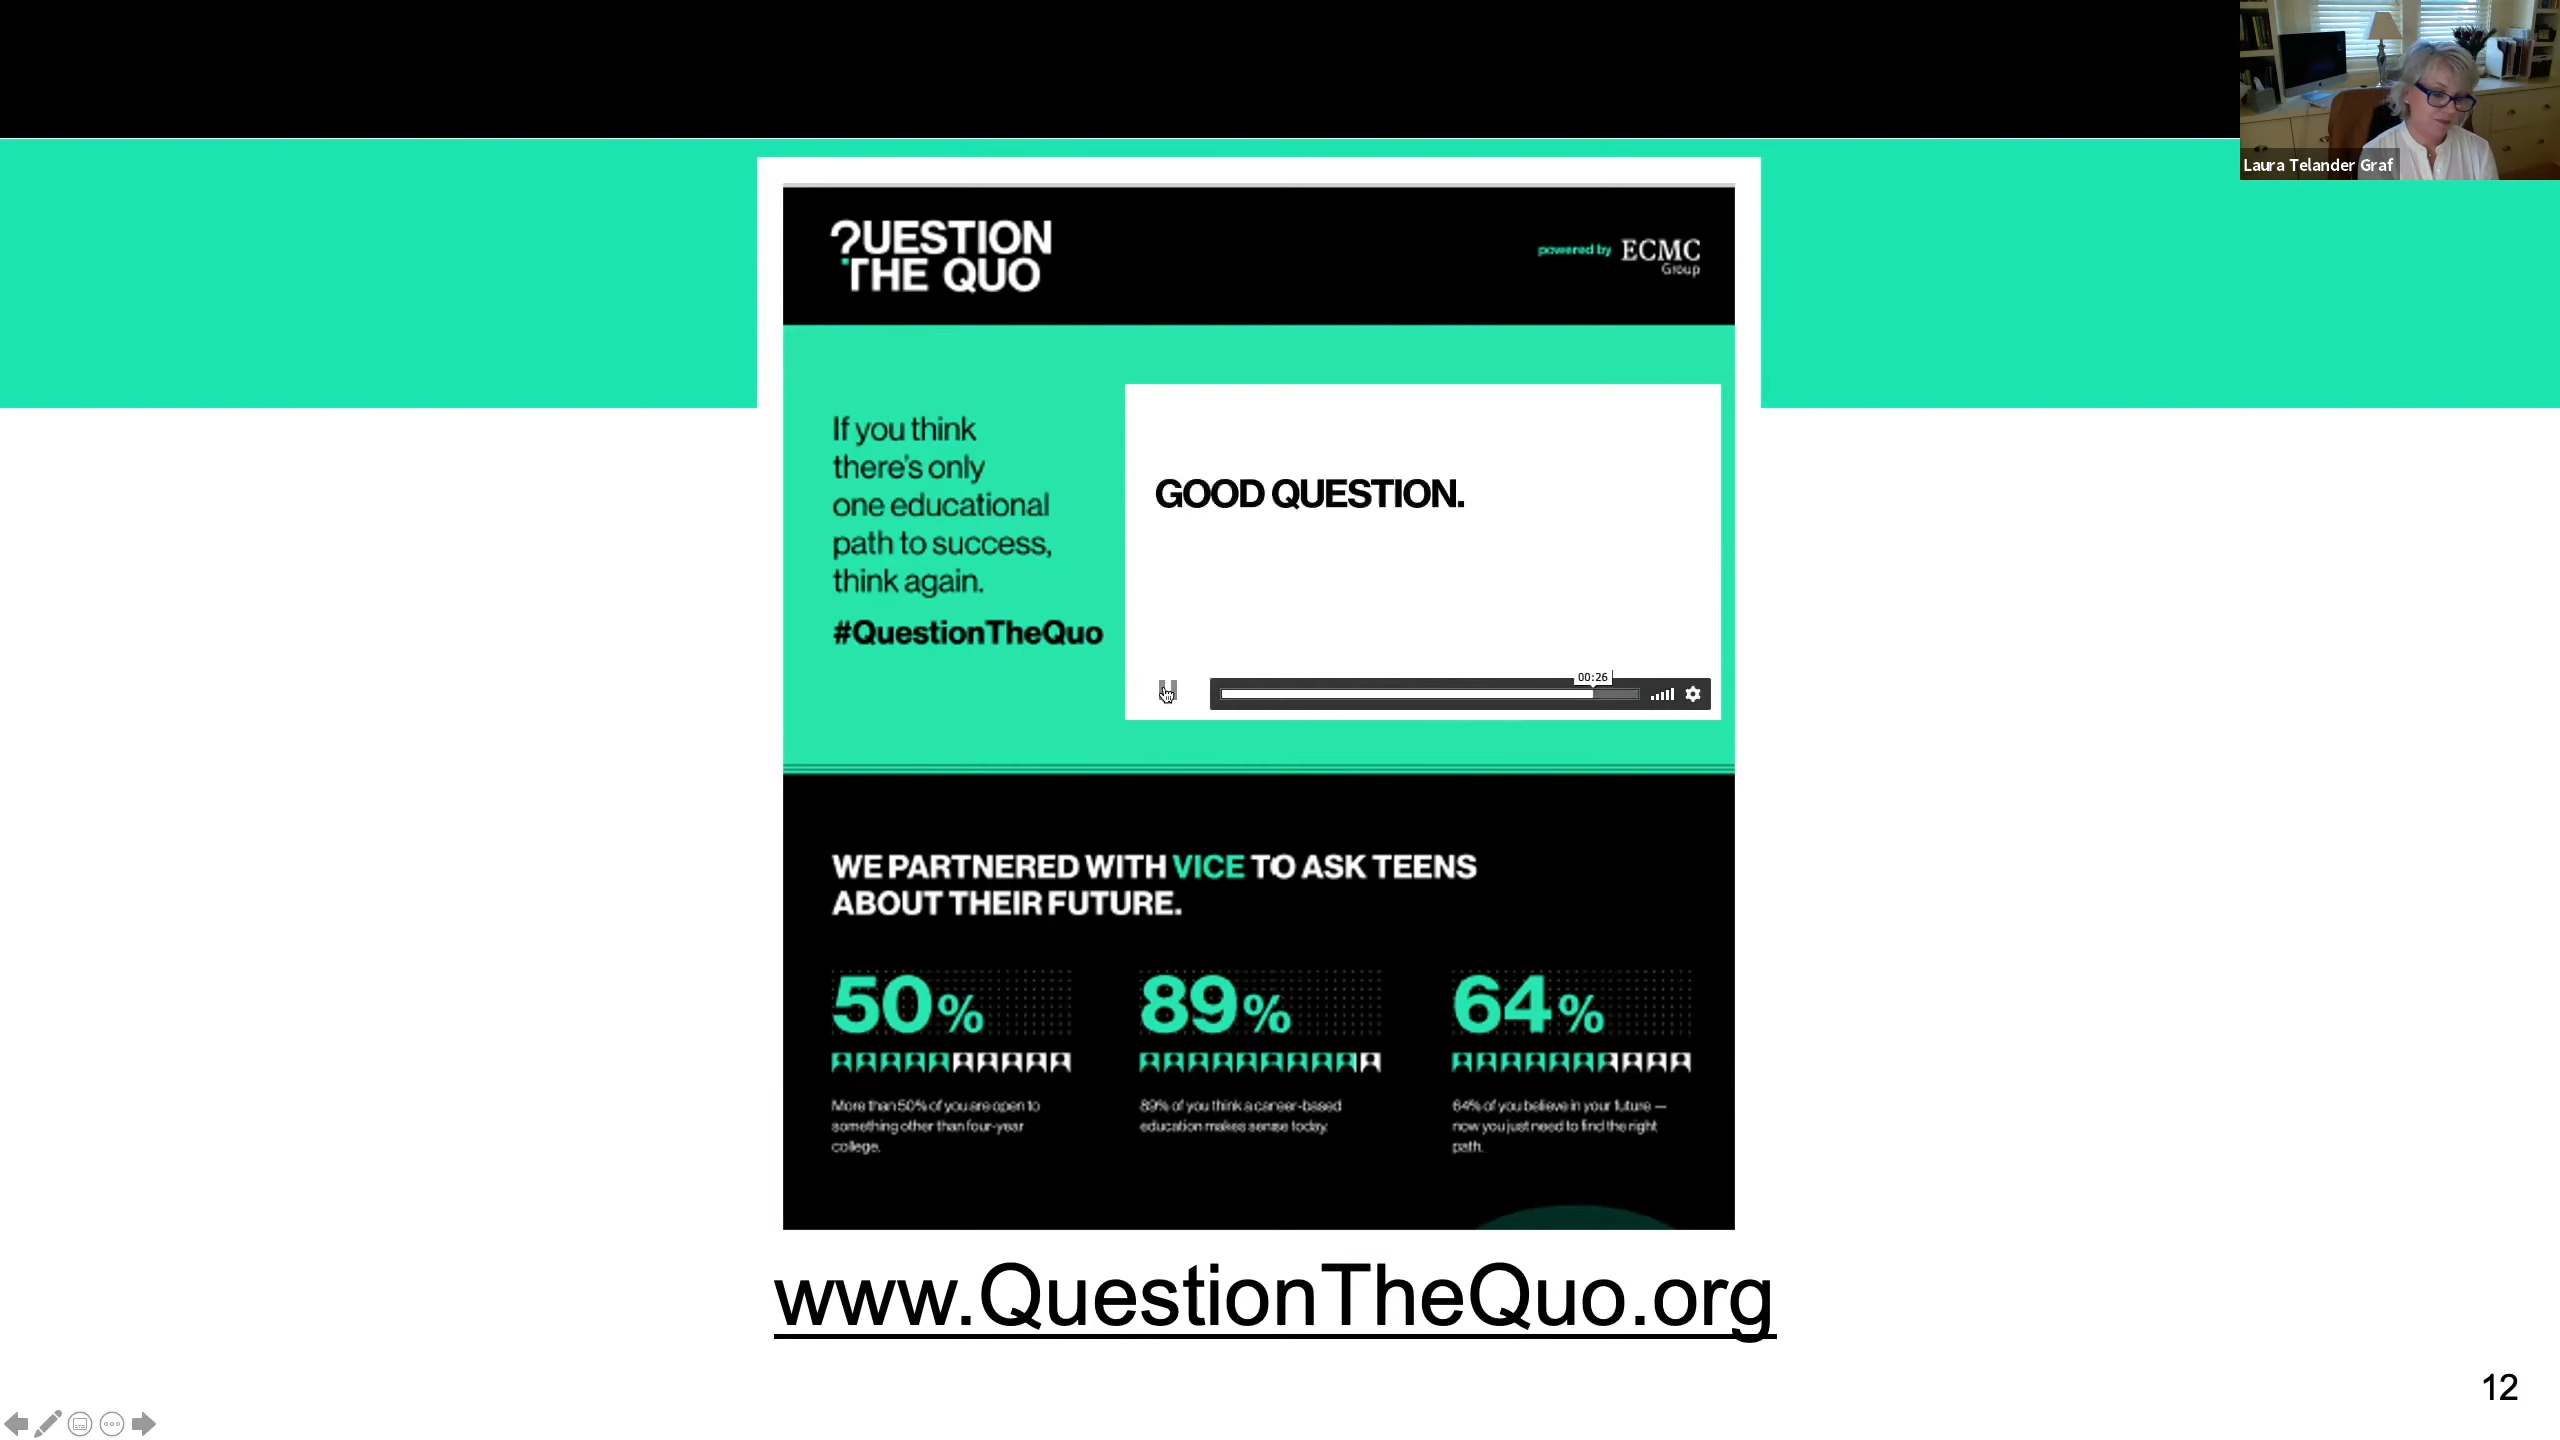 Laura Telander Graf
?UESTION
THE QUO
powered by ECMC
Group
If you think
there's only
one educational
path to success,
think again.
#QuestionTheQuo
GOOD QUESTION.
00:26
WE PARTNERED WITH VICE TO ASK TEENS
ABOUT THEIR FUTURE.
50%
More than 50% of you are open to
something other than four-year
college.
89%
89% of you think a career-based
education makes sense today.
64%
64% of you believe in your future —
now you just need to find the right
path.
www.QuestionTheQuo.org
12